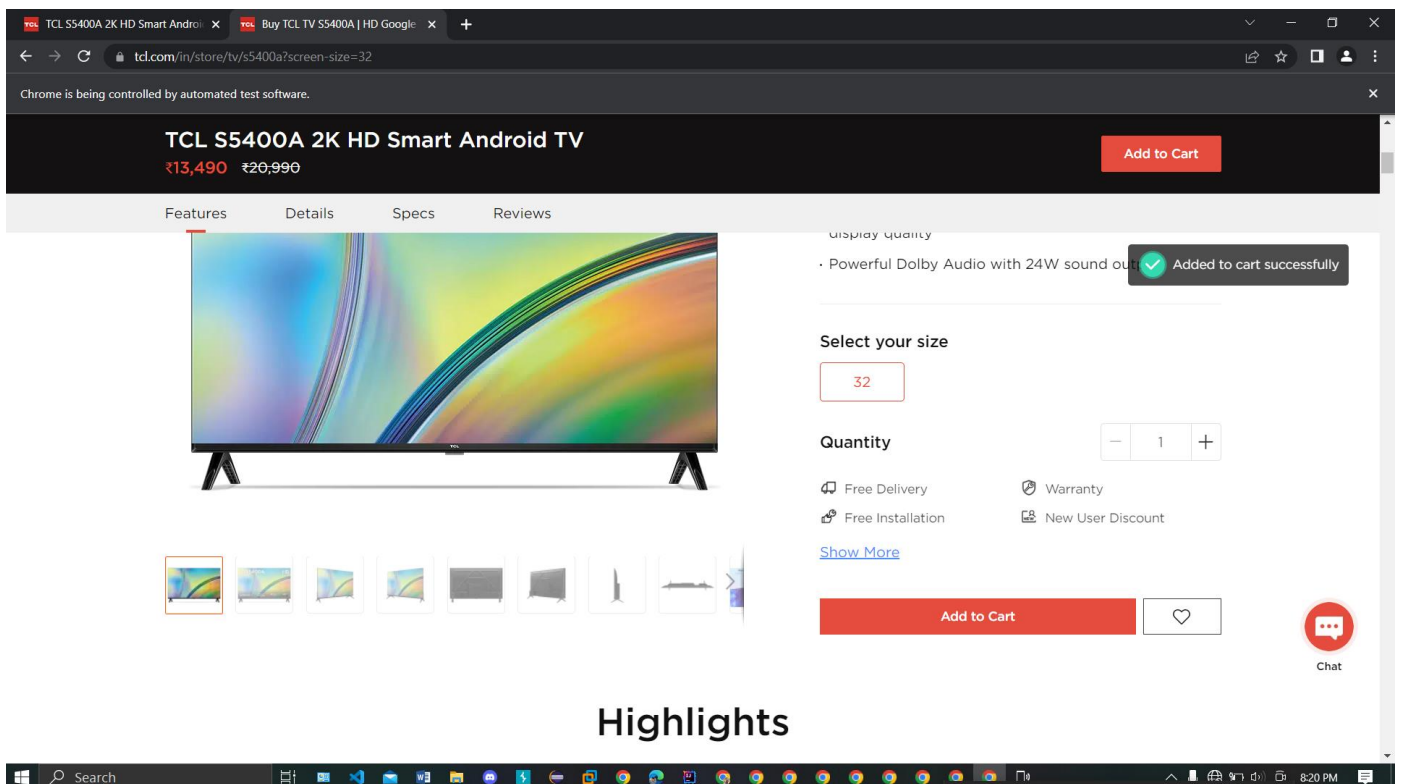 TCL S5400A 2K HD Smart Androi
Buy TCL TV S5400A | HD Google
tcl.com/in/store/tv/s5400a?screen-size=32
Chrome is being controlled by automated test software.
TCL S5400A 2K HD Smart Android TV
₹13,490 ₹20,990
Add to Cart
Features Details Specs Reviews
display quality
· Powerful Dolby Audio with 24W sound out
Added to cart successfully
Select your size
32
Quantity
1
Free Delivery Warranty
Free Installation New User Discount
Show More
Add to Cart
Chat
Highlights
Search
8:20 PM